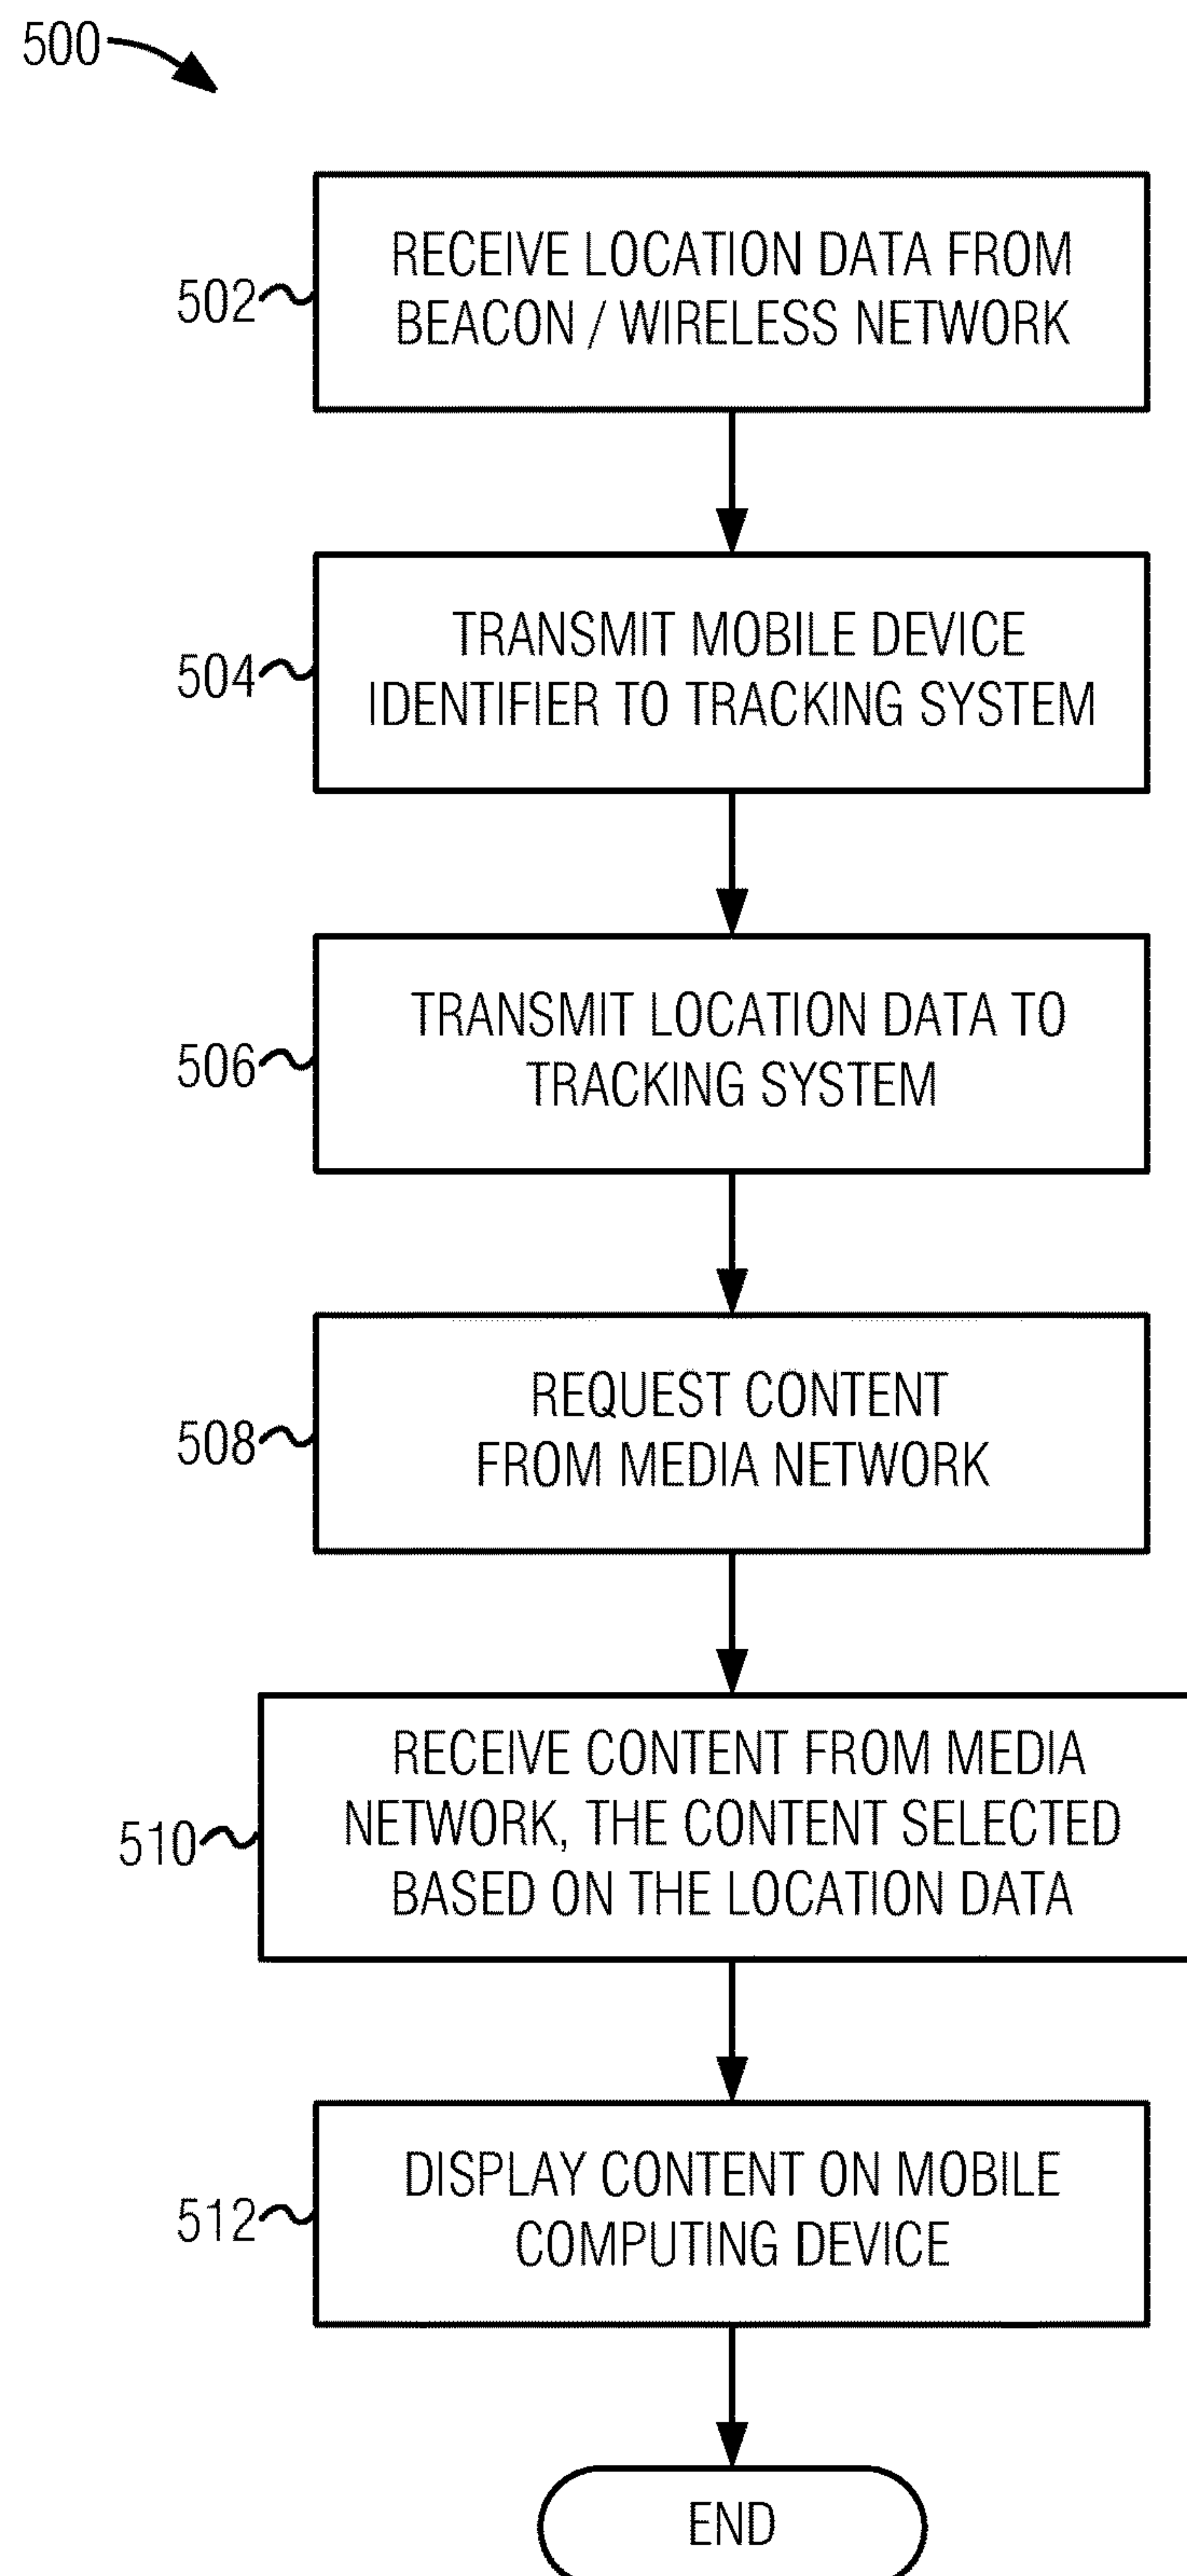 500
502
RECEIVE LOCATION DATA FROM
BEACON / WIRELESS NETWORK
504
TRANSMIT MOBILE DEVICE
IDENTIFIER TO TRACKING SYSTEM
506
TRANSMIT LOCATION DATA TO
TRACKING SYSTEM
508
REQUEST CONTENT
FROM MEDIA NETWORK
510
RECEIVE CONTENT FROM MEDIA
NETWORK, THE CONTENT SELECTED
BASED ON THE LOCATION DATA
512
DISPLAY CONTENT ON MOBILE
COMPUTING DEVICE
END